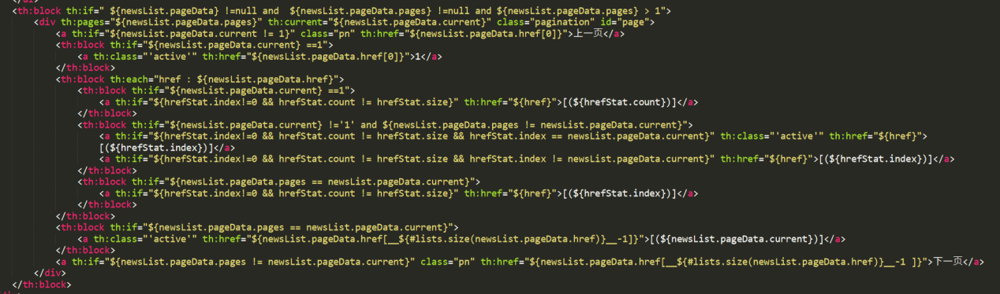 <th:block th:if=" ${newsList.pageData} !=null and  ${newsList.pageData.pages} !=null and ${newsList.pageData.pages} > 1">
<div th:pages="${newsList.pageData.pages}" th:current="${newsList.pageData.current}" class="pagination" id="page">
<a th:if="${newsList.pageData.current != 1}" class="pn" th:href="${newsList.pageData.href[0]}">上一页</a>
<th:block th:if="${newsList.pageData.current} ==1">
<a th:class="'active'" th:href="${newsList.pageData.href[0]}">1</a>
</th:block>
<th:block th:each="href : ${newsList.pageData.href}">
<th:block th:if="${newsList.pageData.current} ==1">
<a th:if="${hrefStat.index!=0 && hrefStat.count != hrefStat.size}" th:href="${href}">[(${hrefStat.count})]</a>
</th:block>
<th:block th:if="${newsList.pageData.current} !='1' and ${newsList.pageData.pages != newsList.pageData.current}">
<a th:if="${hrefStat.index!=0 && hrefStat.count != hrefStat.size && hrefStat.index == newsList.pageData.current}" th:class="'active'" th:href="${href}">
[(${hrefStat.index})]</a>
<a th:if="${hrefStat.index!=0 && hrefStat.count != hrefStat.size && hrefStat.index != newsList.pageData.current}" th:href="${href}">[(${hrefStat.index})]</a>
</th:block>
<th:block th:if="${newsList.pageData.pages == newsList.pageData.current}">
<a th:if="${hrefStat.index!=0 && hrefStat.count != hrefStat.size}" th:href="${href}">[(${hrefStat.index})]</a>
</th:block>
</th:block>
<th:block th:if="${newsList.pageData.pages == newsList.pageData.current}">
<a th:class="'active'" th:href="${newsList.pageData.href[__${#lists.size(newsList.pageData.href)}__-1]}">[(${newsList.pageData.current})]</a>
</th:block>
<a th:if="${newsList.pageData.pages != newsList.pageData.current}" class="pn" th:href="${newsList.pageData.href[__${#lists.size(newsList.pageData.href)}__-1 ]}">下一页</a>
</div>
</th:block>